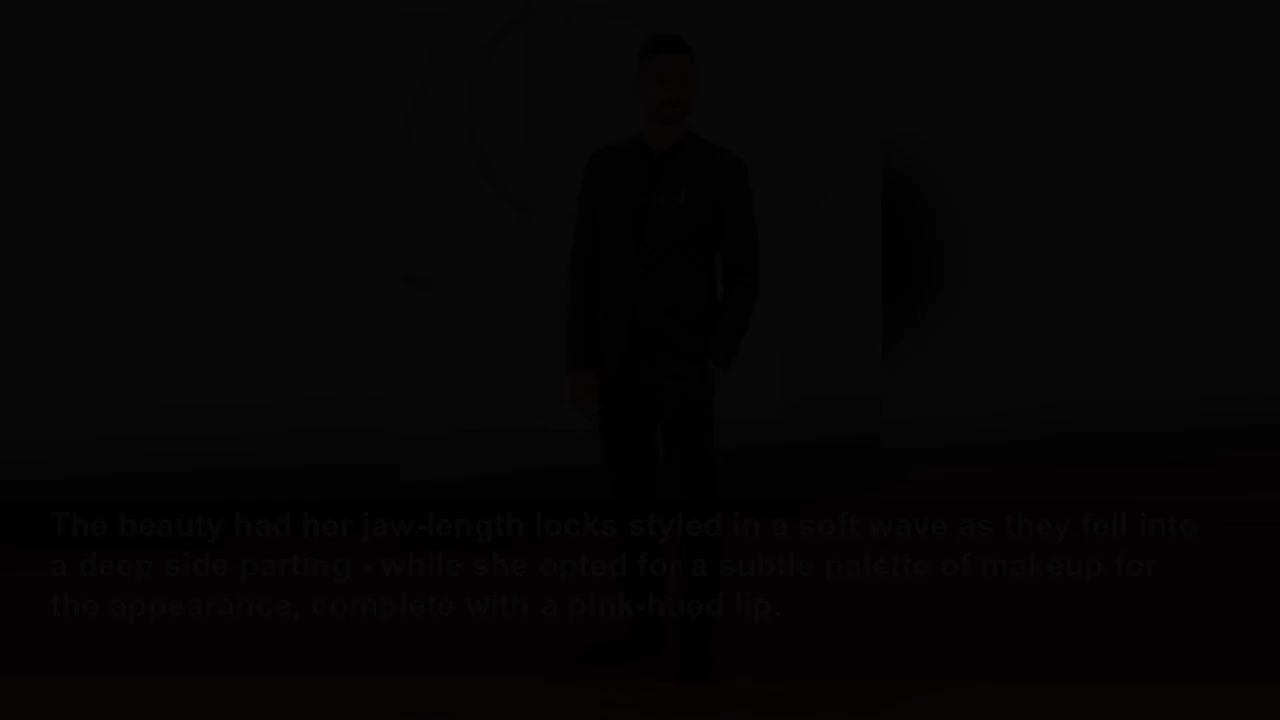 The beauty had her jaw-length locks styled in a soft wave as they fell into
a deep side parting - while she opted for a subtle palette of makeup for
the appearance, complete with a pink-hued lip.